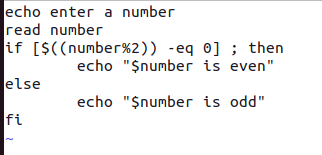 echo enter a number
read number
if [$((number%2)) -eq 0] ; then
        echo "$number is even"
else
        echo "$number is odd"
fi
~